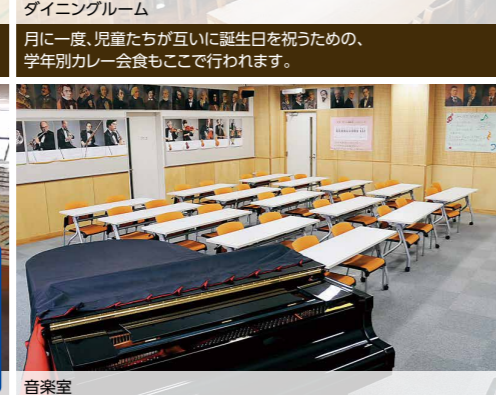 ダイニングルーム
月に一度、児童たちが互いに誕生日を祝うための、
学年別カレー会食もここで行われます。
音楽室